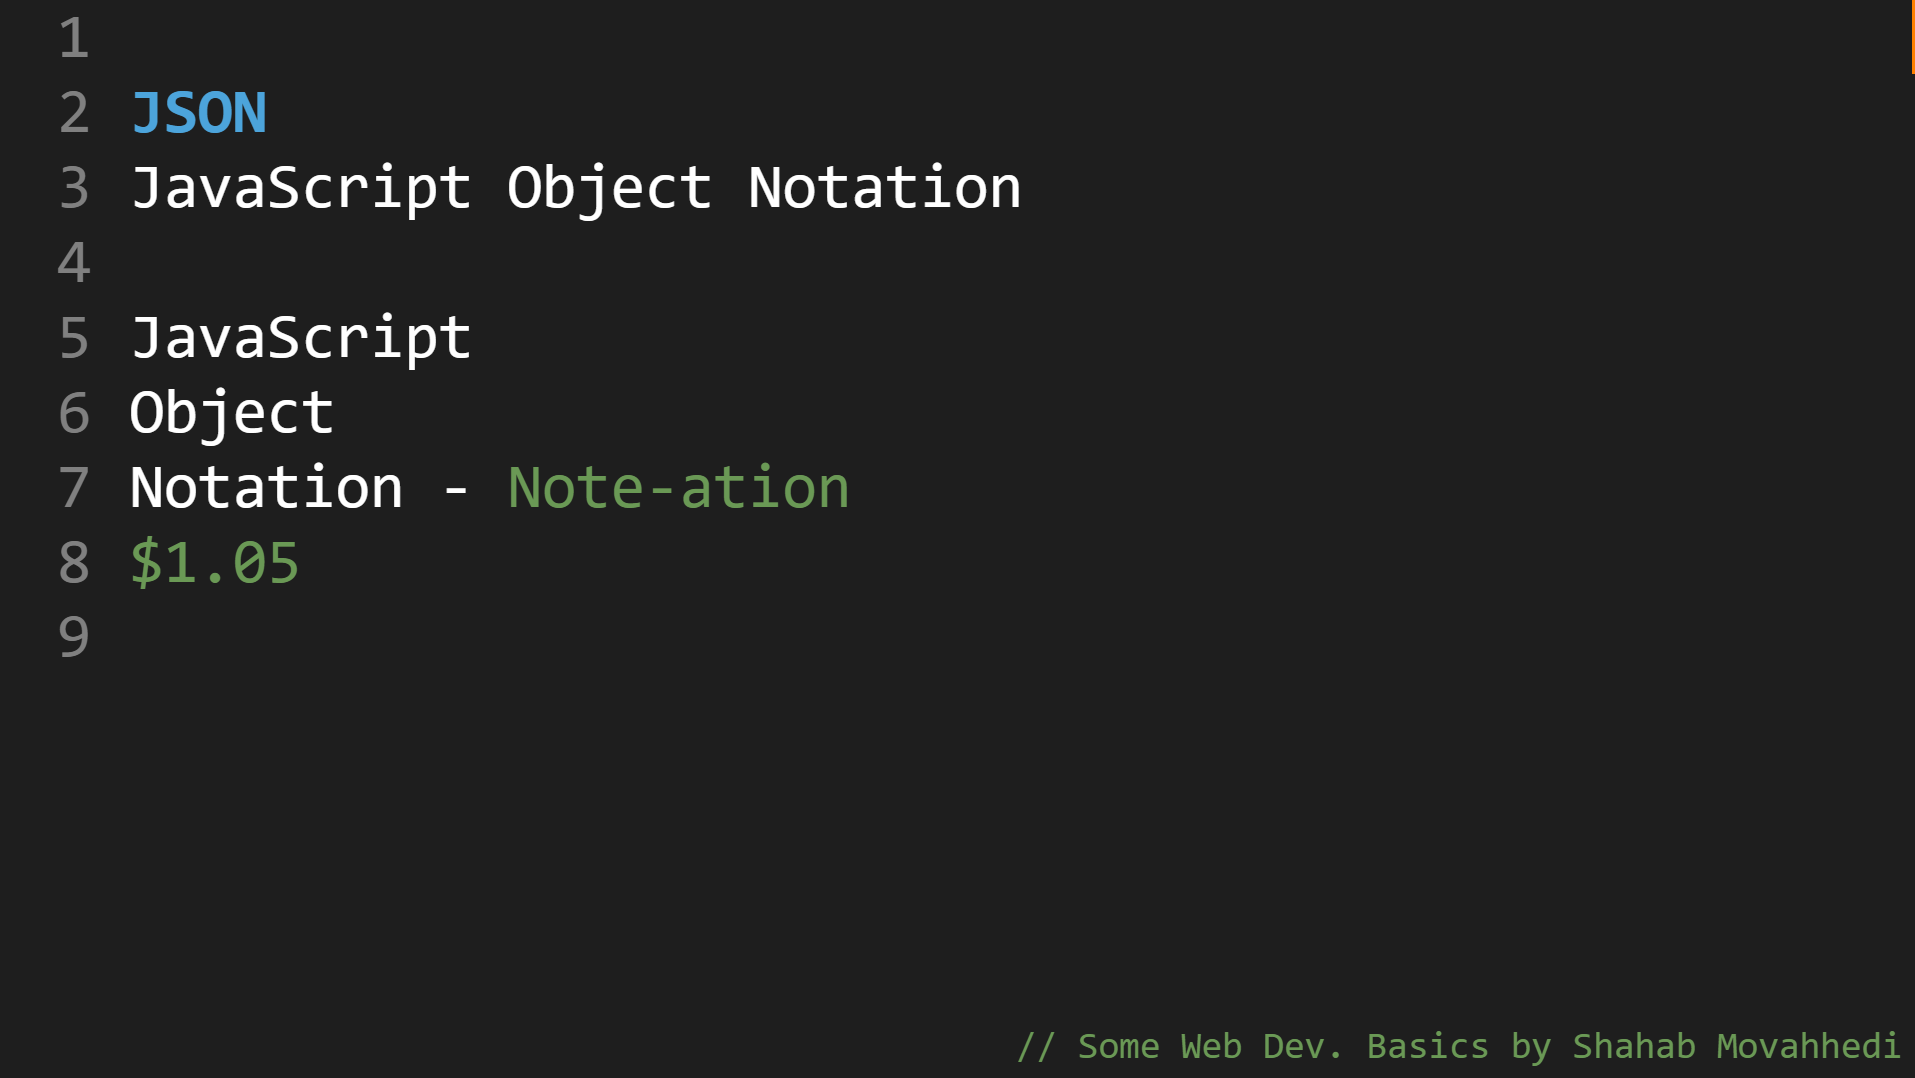 1
2 JSON
3 JavaScript Object Notation
4
5 JavaScript
6 Object
7 Notation - Note-ation
8 $1.05
9
// Some Web Dev. Basics by Shahab Movahhedi